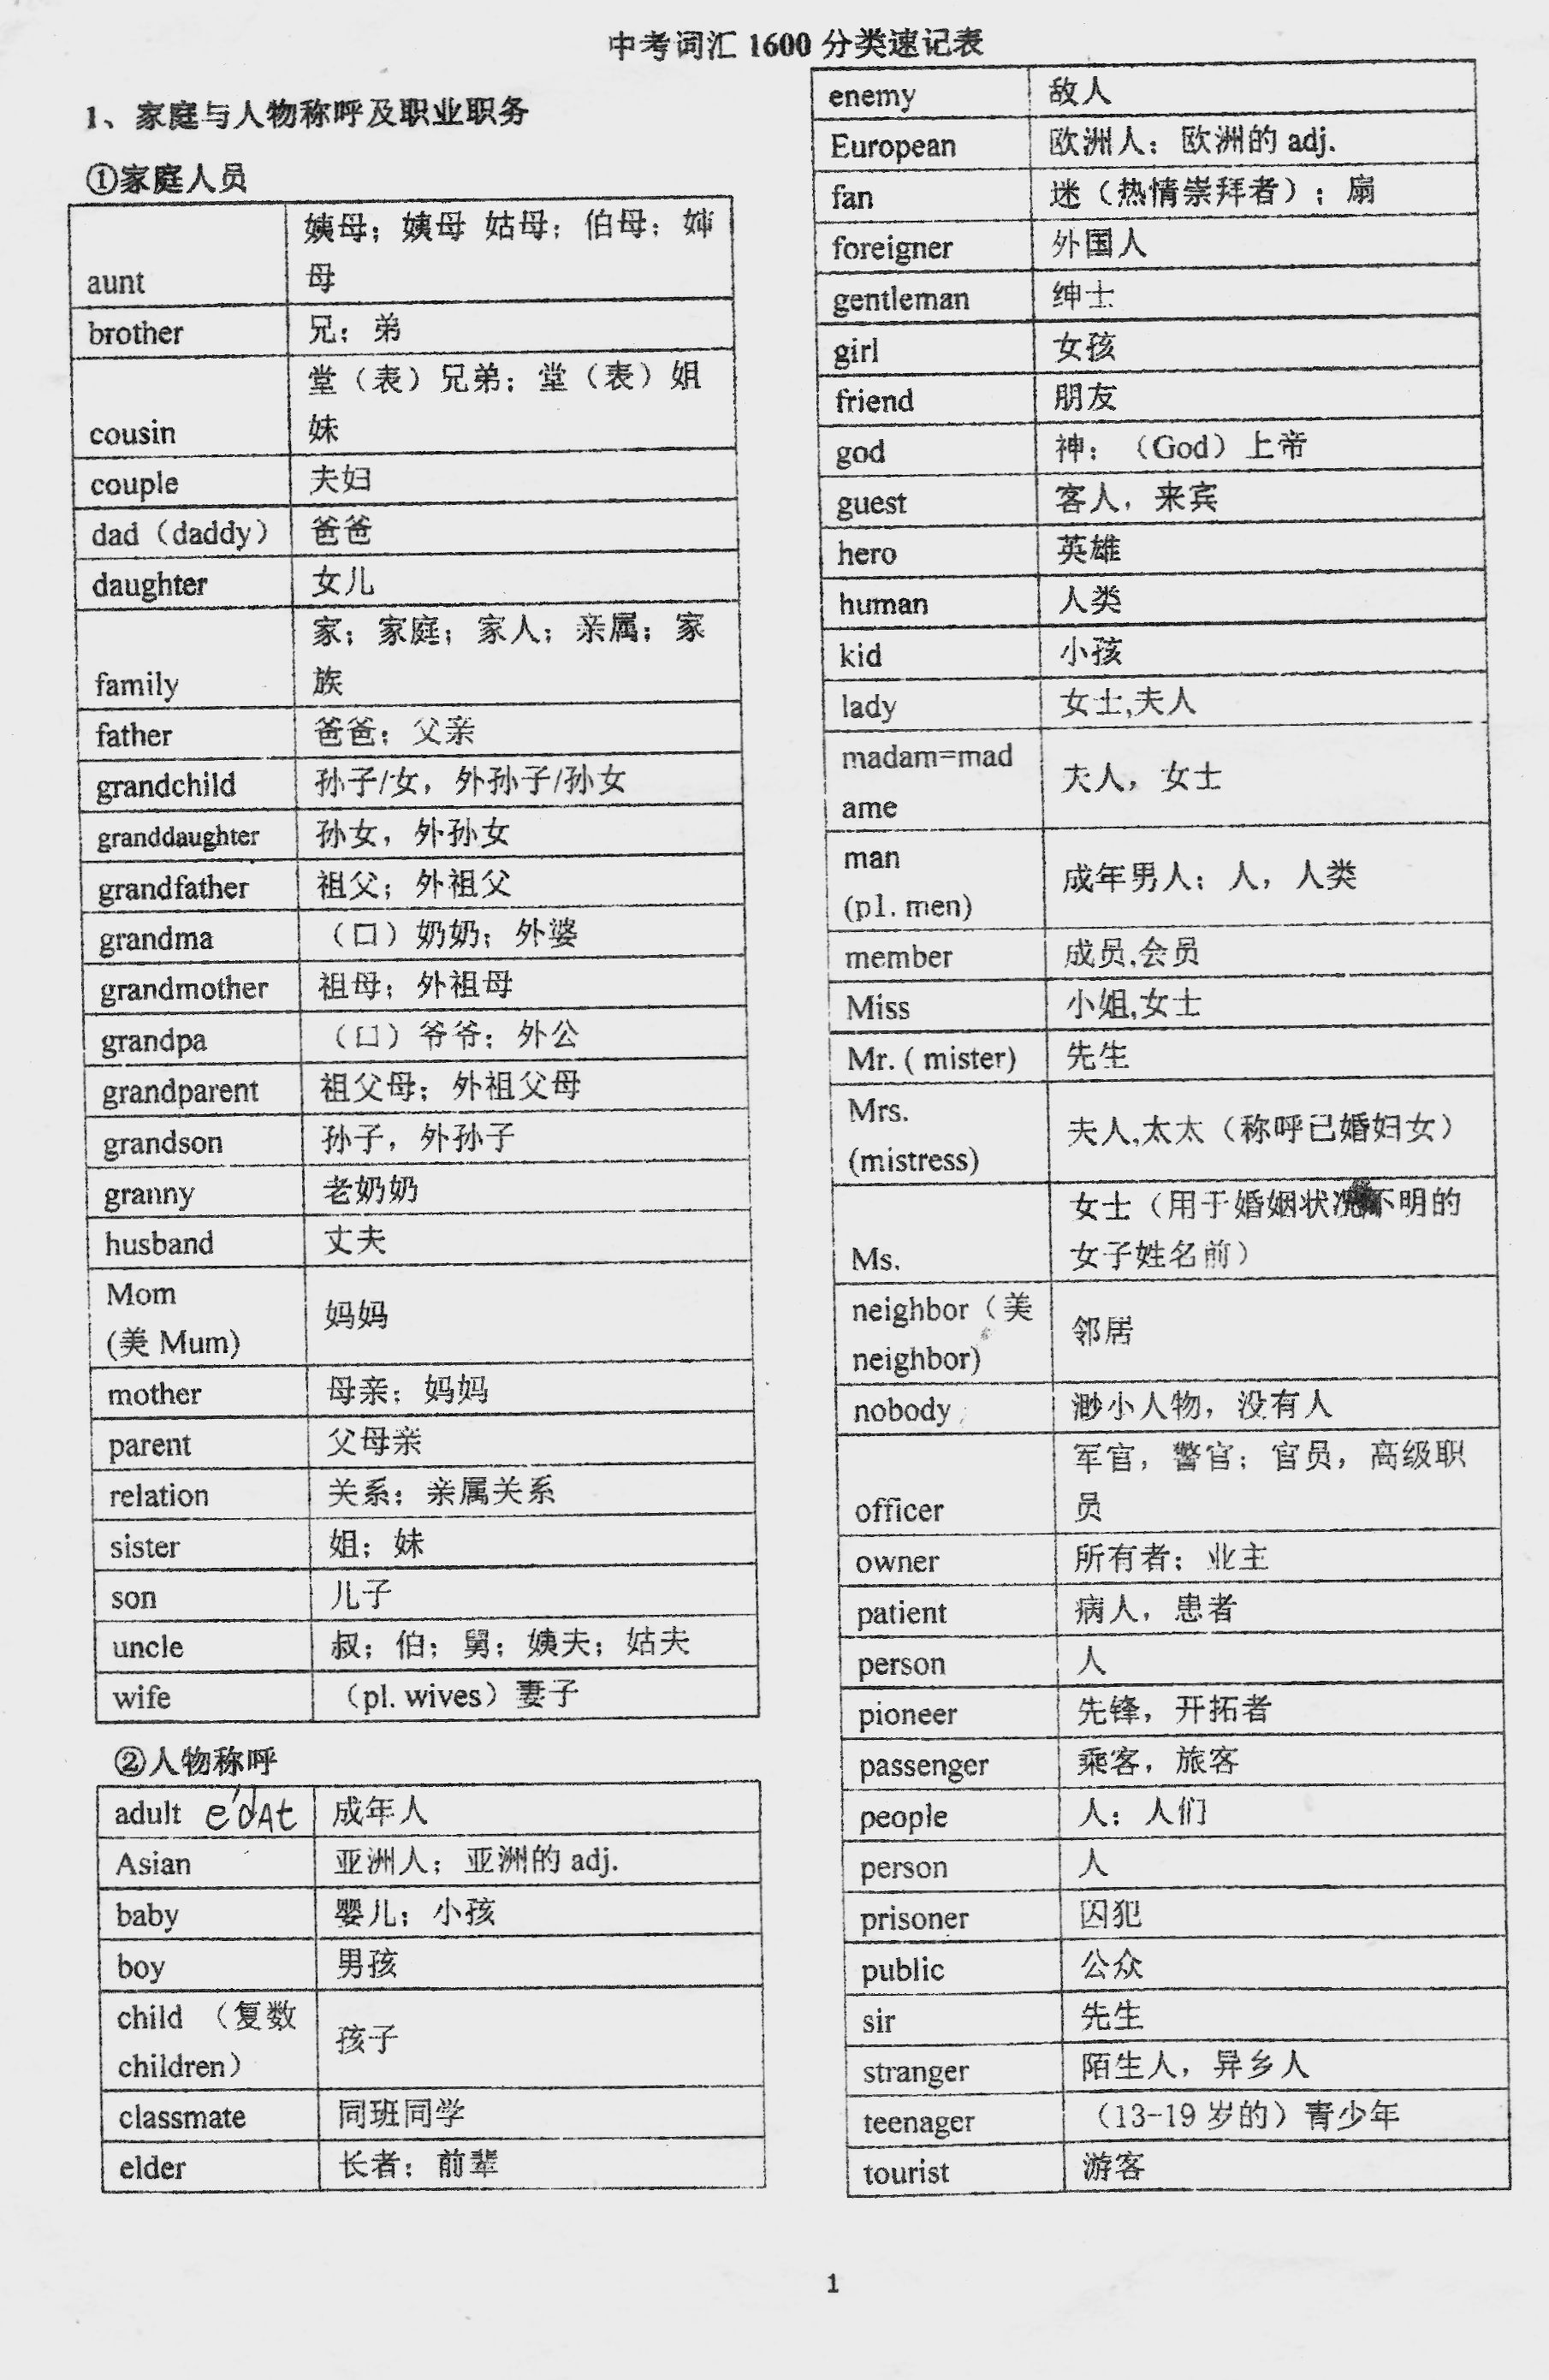 中考词汇 1600 分类速记表
1、家庭与人物称呼及职业职务
①家庭人员
aunt 姨母；姨母 姑母；伯母；婶
母
brother 兄；弟
cousin 堂（表）兄弟；堂（表）姐
妹
couple 夫妇
dad（daddy） 爸爸
daughter 女儿
family 家；家庭；家人；亲属；家
族
father 爸爸；父亲
grandchild 孙子/女，外孙子/孙女
granddaughter 孙女，外孙女
grandfather 祖父；外祖父
grandma （口）奶奶；外婆
grandmother 祖母；外祖母
grandpa （口）爷爷；外公
grandparent 祖父母；外祖父母
grandson 孙子，外孙子
granny 老奶奶
husband 丈夫
Mom
(美 Mum) 妈妈
mother 母亲；妈妈
parent 父母亲
relation 关系；亲属关系
sister 姐；妹
son 儿子
uncle 叔；伯；舅；姨夫；姑夫
wife （pl. wives）妻子
②人物称呼
adult 成年人
Asian 亚洲人；亚洲的 adj.
baby 婴儿；小孩
boy 男孩
child （复数
children） 孩子
classmate 同班同学
elder 长者；前辈
enemy 敌人
European 欧洲人；欧洲的 adj.
fan 迷（热情崇拜者）；扇
foreigner 外国人
gentleman 绅士
girl 女孩
friend 朋友
god 神；（God）上帝
guest 客人，来宾
hero 英雄
human 人类
kid 小孩
lady 女士,夫人
madam=mad
ame 夫人，女士
man
(pl. men) 成年男人；人，人类
member 成员,会员
Miss 小姐,女士
Mr. ( mister) 先生
Mrs.
(mistress) 夫人,太太（称呼已婚妇女）
Ms. 女士（用于婚姻状况不明的
女子姓名前）
neighbor（美
neighbor) 邻居
nobody 渺小人物，没有人
officer 军官，警官；官员，高级职
员
owner 所有者；业主
patient 病人，患者
person 人
pioneer 先锋，开拓者
passenger 乘客，旅客
people 人；人们
person 人
prisoner 囚犯
public 公众
sir 先生
stranger 陌生人，异乡人
teenager （13-19 岁的）青少年
tourist 游客
1